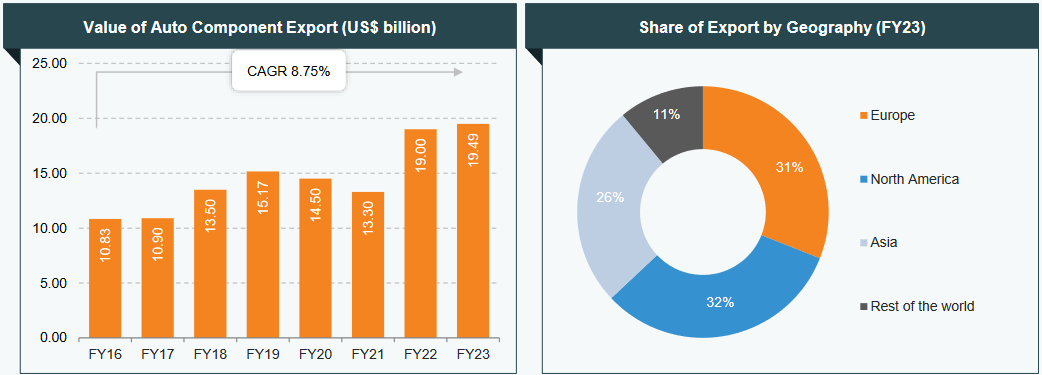 Value of Auto Component Export (US$ billion)
25.00
20.00
15.00
10.00
5.00
0.00
CAGR 8.75%
10.83
10.90
13.50
15.17
14.50
13.30
19.00
19.49
FY16 FY17 FY18 FY19 FY20 FY21 FY22 FY23
Share of Export by Geography (FY23)
11%
31%
26%
32%
Europe
North America
Asia
Rest of the world